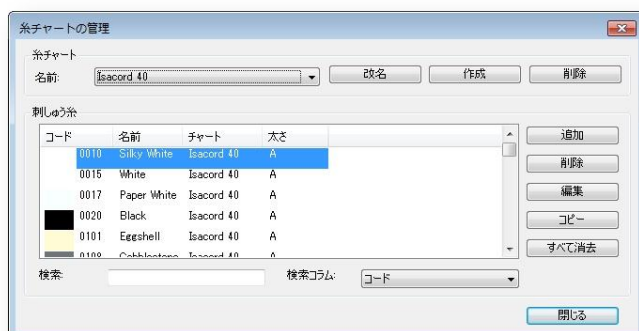 糸チャートの管理
糸チャート
名前: Isacord 40 改名 作成 削除
刺しゅう糸
コード 名前 チャート 太さ 追加
0010 Silky White Isacord 40 A
削除
0015 White Isacord 40 A
0017 Paper White Isacord 40 A 編集
0020 Black Isacord 40 A コピー
0101 Eggshell Isacord 40 A
すべて消去
0108 Cobblestone Isacord 40 A
検索: 検索コラム: コード
閉じる